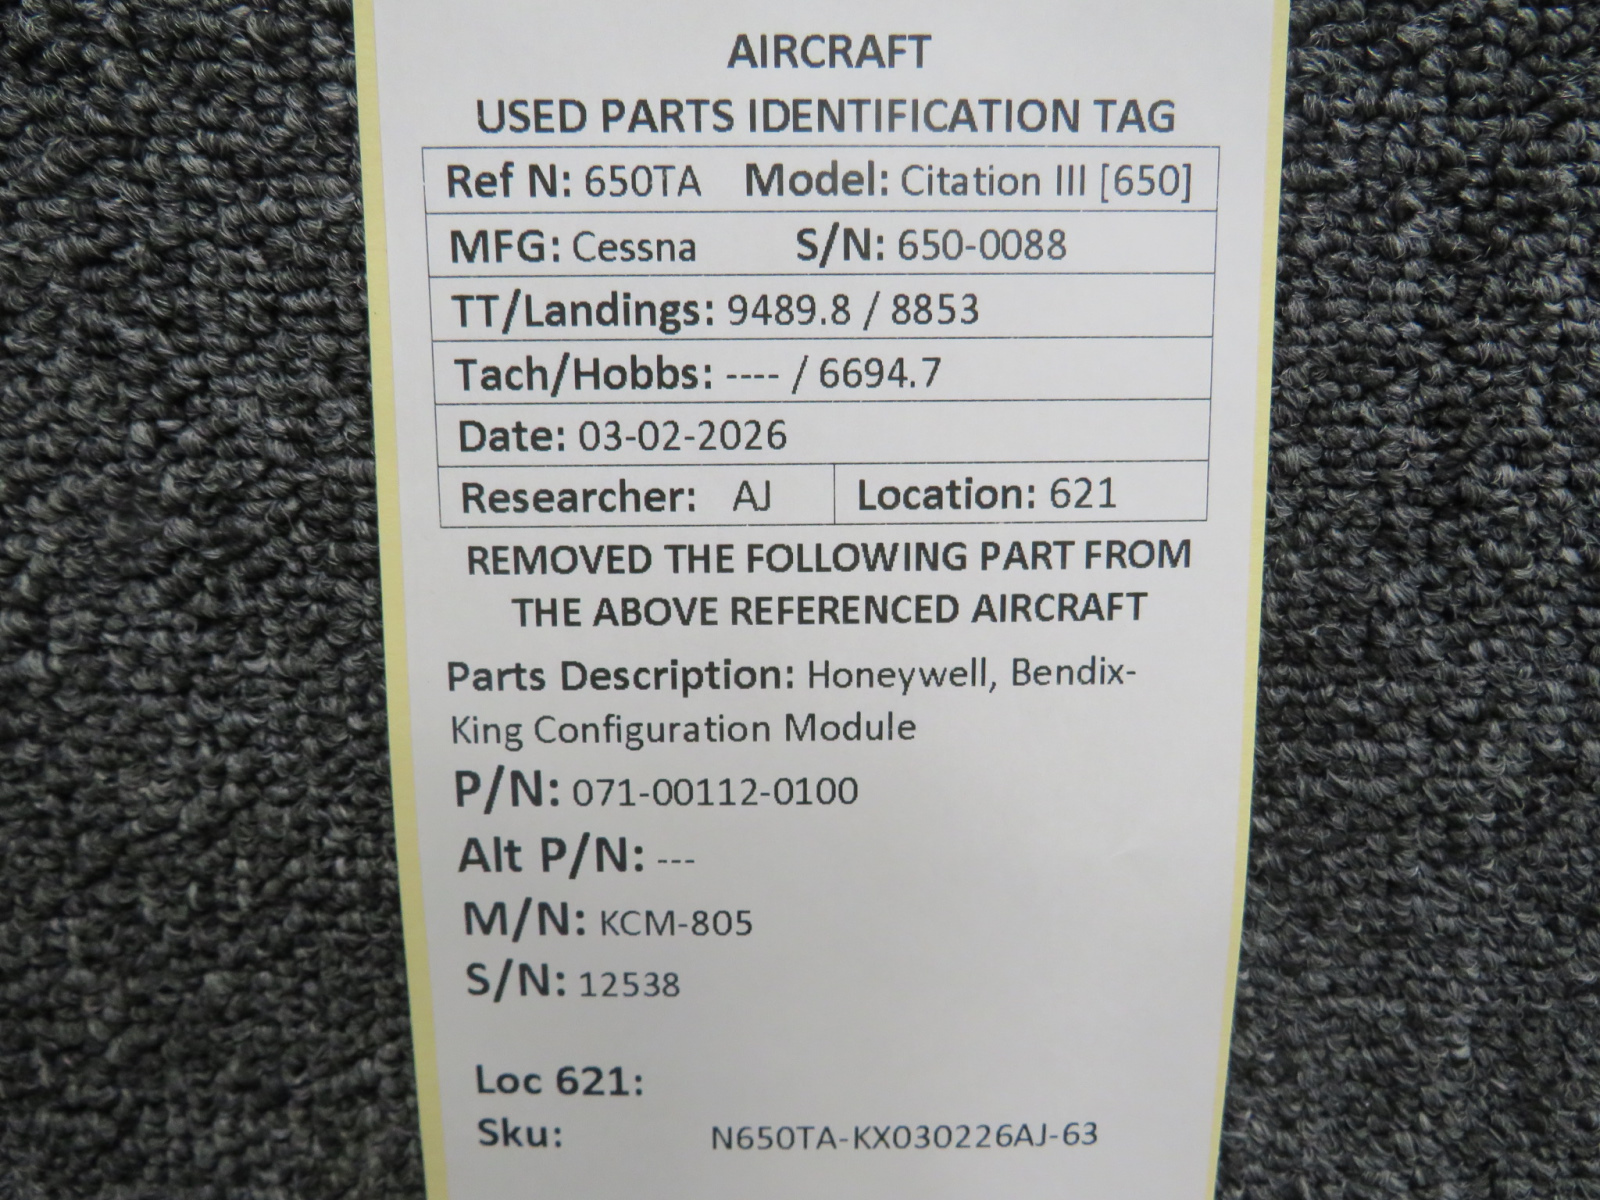 AIRCRAFT
USED PARTS IDENTIFICATION TAG
Ref N: 650TA Model: Citation III [650]
MFG: Cessna S/N: 650-0088
TT/Landings: 9489.8 / 8853
Tach/Hobbs: ---- / 6694.7
Date: 03-02-2026
Researcher: AJ Location: 621
REMOVED THE FOLLOWING PART FROM
THE ABOVE REFERENCED AIRCRAFT
Parts Description: Honeywell, Bendix-
King Configuration Module
P/N: 071-00112-0100
Alt P/N: ---
M/N: KCM-805
S/N: 12538
Loc 621:
Sku: N650TA-KX030226AJ-63